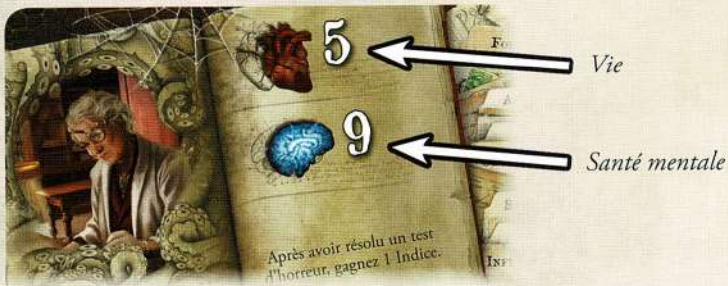 5
Vie
9
Santé mentale
Après avoir résolu un test
d'horreur, gagnez 1 Indice.